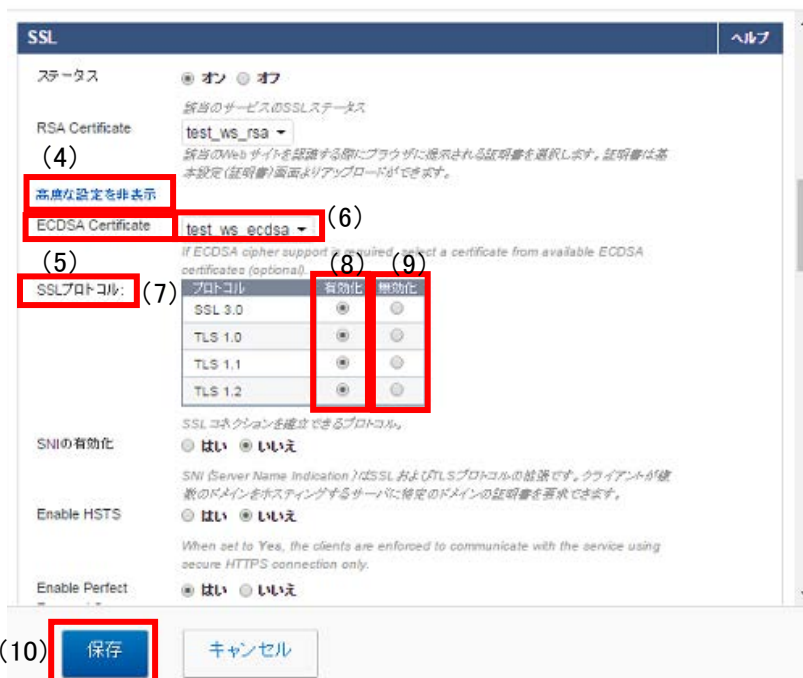 SSL ヘルプ
ステータス オン オフ
該当のサービスのSSLステータス
RSA Certificate test_ws_rsa
(4) 該当のWeb サイトを認識する際にブラウザに提示される証明書を選択します。証明書は基
本設定(証明書)画面よりアップロードができます。
高度な設定を非表示
ECDSA Certificate test_ws_ecdsa (6)
If ECDSA cipher support is required, select a certificate from available ECDSA
certificates (optional).
(5) (8) (9)
SSLプロトコル: (7) プロトコル 有効化 無効化
SSL 3.0
TLS 1.0
TLS 1.1
TLS 1.2
SSL コネクションを確立できるプロトコル。
SNIの有効化 はい いいえ
SNI (Server Name Indication )はSSL およびTLSプロトコルの拡張です。クライアントが複
数のドメインをホスティングするサーバに特定のドメインの証明書を要求できます。
Enable HSTS はい いいえ
When set to Yes, the clients are enforced to communicate with the service using
secure HTTPS connection only.
Enable Perfect はい いいえ
(10) 保存 キャンセル